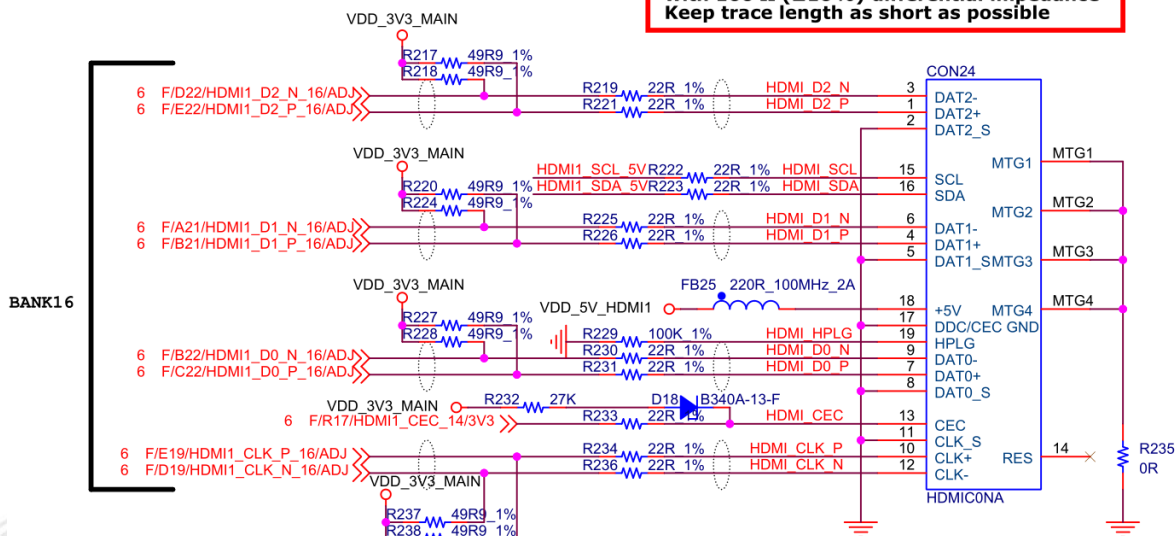 with 100 Ω (±10%) differential impedance
Keep trace length as short as possible
VDD_3V3_MAIN
R217 49R9_1%
R218 49R9_1%
CON24
6 F/D22/HDMI1_D2_N_16/ADJ R219 22R_1% HDMI_D2_N 3 DAT2-
6 F/E22/HDMI1_D2_P_16/ADJ R221 22R_1% HDMI_D2_P 1 DAT2+
2 DAT2_S
VDD_3V3_MAIN
MTG1 MTG1
HDMI1_SCL_5V R222 22R_1% HDMI_SCL 15 SCL
R220 49R9_1% HDMI1_SDA_5V R223 22R_1% HDMI_SDA 16 SDA
R224 49R9_1%
MTG2 MTG2
6 F/A21/HDMI1_D1_N_16/ADJ R225 22R_1% HDMI_D1_N 6 DAT1-
6 F/B21/HDMI1_D1_P_16/ADJ R226 22R_1% HDMI_D1_P 4 DAT1+
5 DAT1_S MTG3 MTG3
VDD_3V3_MAIN
FB25 220R_100MHz_2A
BANK16
VDD_5V_HDMI1 18 +5V MTG4 MTG4
R227 49R9_1%
17 DDC/CEC GND
R228 49R9_1% R229 100K_1% HDMI_HPLG 19 HPLG
6 F/B22/HDMI1_D0_N_16/ADJ R230 22R_1% HDMI_D0_N 9 DAT0-
6 F/C22/HDMI1_D0_P_16/ADJ R231 22R_1% HDMI_D0_P 7 DAT0+
8 DAT0_S
VDD_3V3_MAIN R232 27K D18 B340A-13-F
6 F/R17/HDMI1_CEC_14/3V3 R233 22R_1% HDMI_CEC 13 CEC
11 CLK_S
6 F/E19/HDMI1_CLK_P_16/ADJ R234 22R_1% HDMI_CLK_P 10 CLK+ RES 14
6 F/D19/HDMI1_CLK_N_16/ADJ R236 22R_1% HDMI_CLK_N 12 CLK-
R235
0R
VDD_3V3_MAIN
HDMIC0NA
R237 49R9_1%
R238 49R9_1%